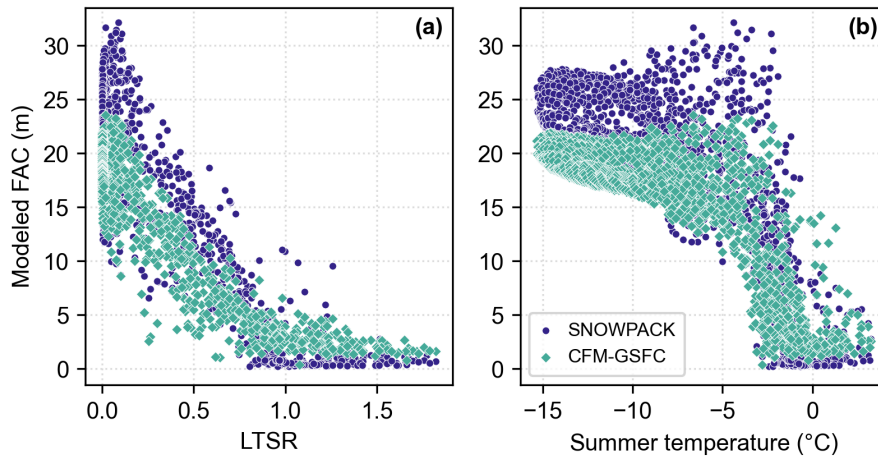 (a)
Modeled FAC (m)
30
25
20
15
10
5
0
0.0 0.5 1.0 1.5
LTSR
(b)
30
25
20
15
10
5
0
SNOWPACK
CFM-GSFC
−15 −10 −5 0
Summer temperature (°C)